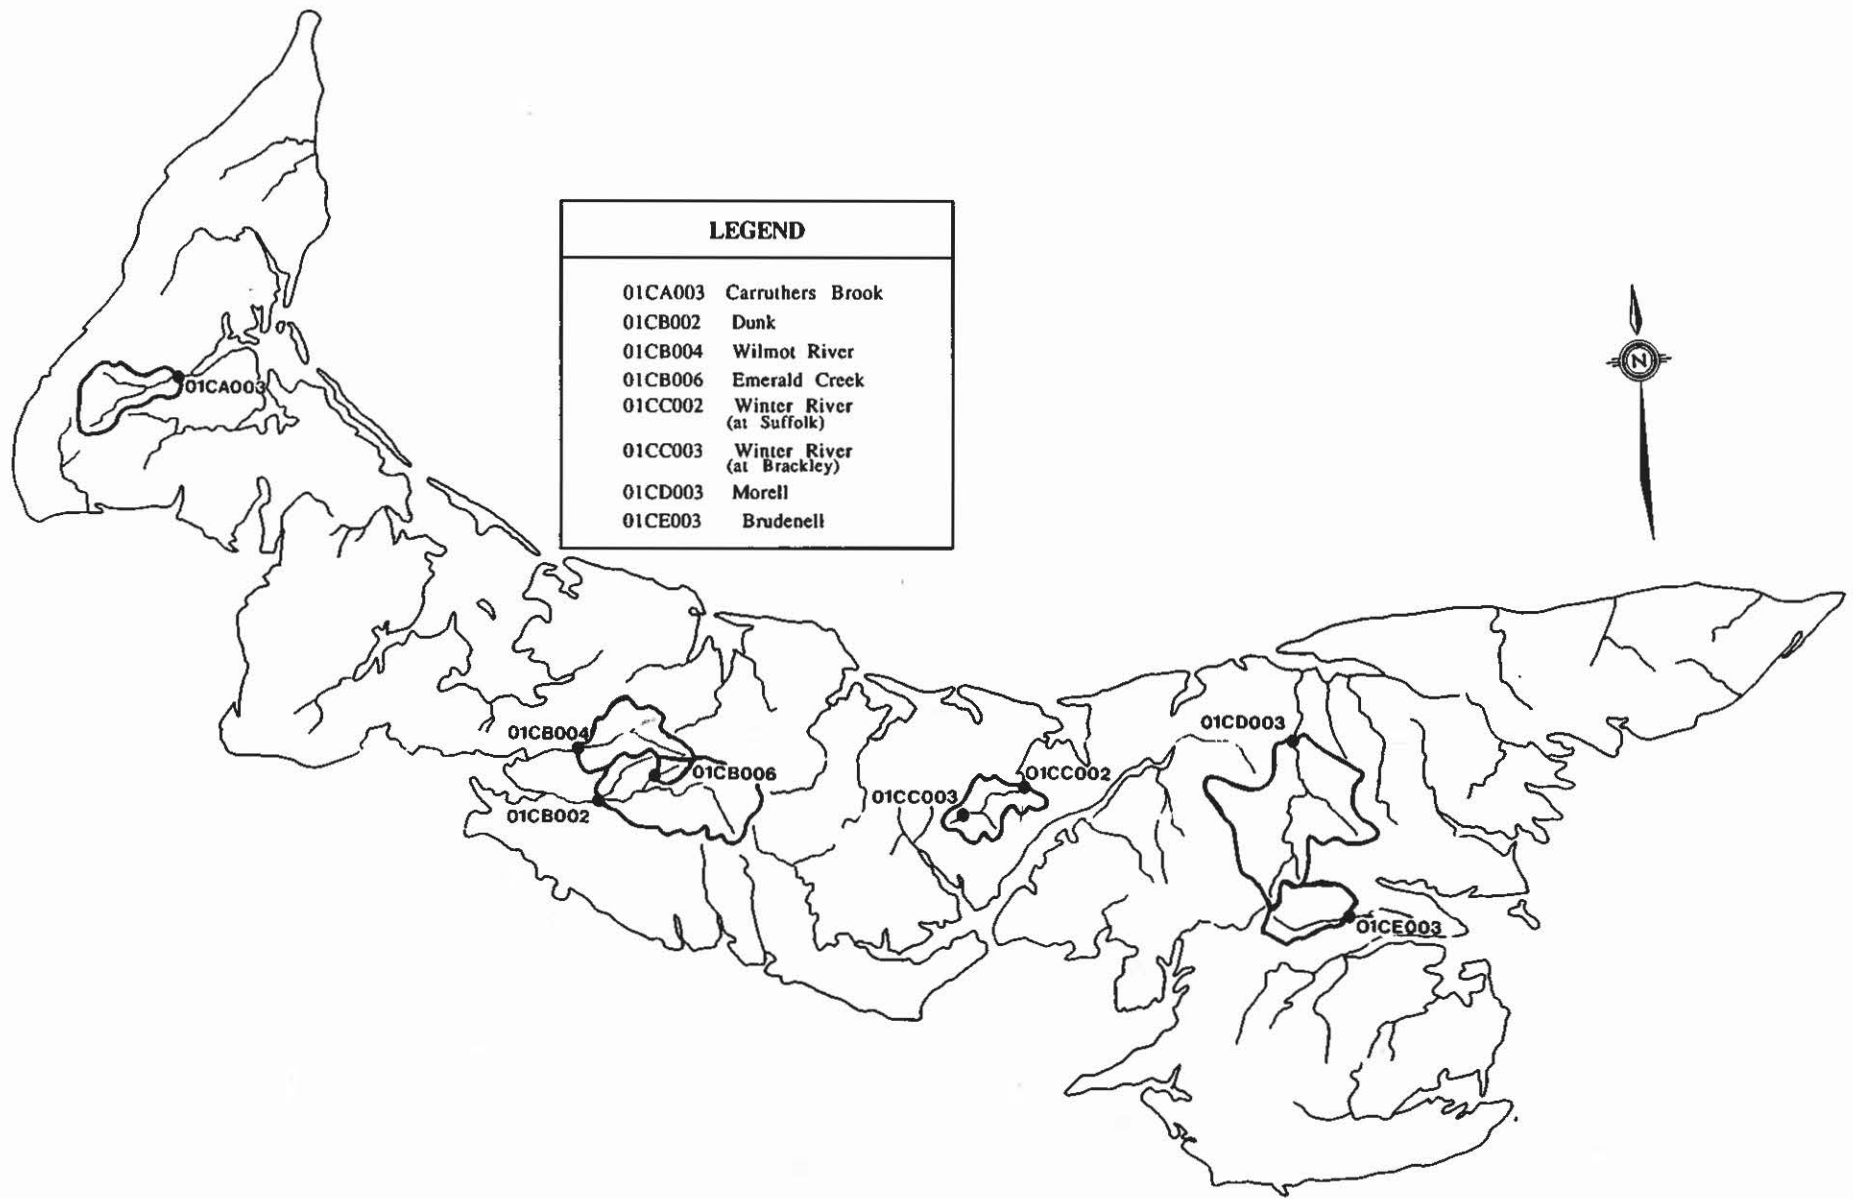 LEGEND
01CA003 Carruthers Brook
01CB002 Dunk
01CB004 Wilmot River
01CB006 Emerald Creek
01CC002 Winter River
(at Suffolk)
01CC003 Winter River
(at Brackley)
01CD003 Morell
01CE003 Brudenell
N
01CA003
01CB004
01CB006
01CB002
01CC003
01CC002
01CD003
01CE003